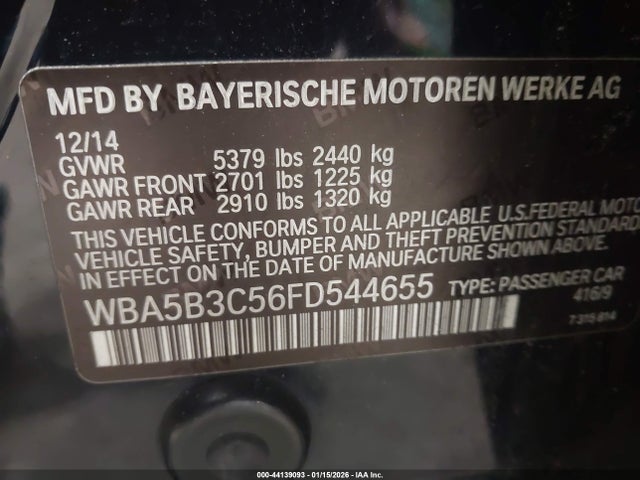 MFD BY BAYERISCHE MOTOREN WERKE AG
12/14
GVWR 5379 lbs 2440 kg
GAWR FRONT 2701 lbs 1225 kg
GAWR REAR 2910 lbs 1320 kg
THIS VEHICLE CONFORMS TO ALL APPLICABLE U.S.FEDERAL MOTO
VEHICLE SAFETY, BUMPER AND THEFT PREVENTION STANDARD
IN EFFECT ON THE DATE OF MANUFACTURE SHOWN ABOVE.
WBA5B3C56FD544655 TYPE: PASSENGER CAR
416/9
7 315 814
000-44139093 - 01/15/2026 - IAA Inc.